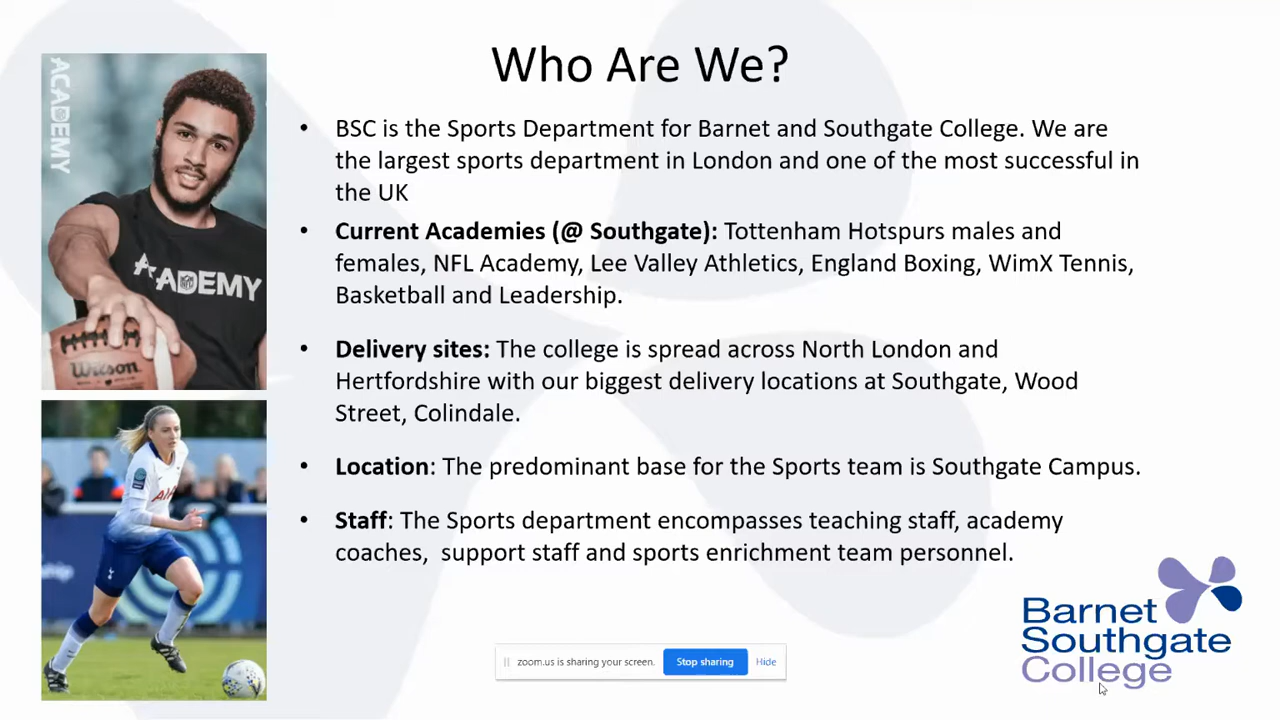 Who Are We?
ACADEMY
ACADEMY
Wilson
• BSC is the Sports Department for Barnet and Southgate College. We are
the largest sports department in London and one of the most successful in
the UK
• Current Academies (@ Southgate): Tottenham Hotspurs males and
females, NFL Academy, Lee Valley Athletics, England Boxing, WimX Tennis,
Basketball and Leadership.
• Delivery sites: The college is spread across North London and
Hertfordshire with our biggest delivery locations at Southgate, Wood
Street, Colindale.
• Location: The predominant base for the Sports team is Southgate Campus.
• Staff: The Sports department encompasses teaching staff, academy
coaches, support staff and sports enrichment team personnel.
Barnet
Southgate
College
zoom.us is sharing your screen.
Stop sharing
Hide